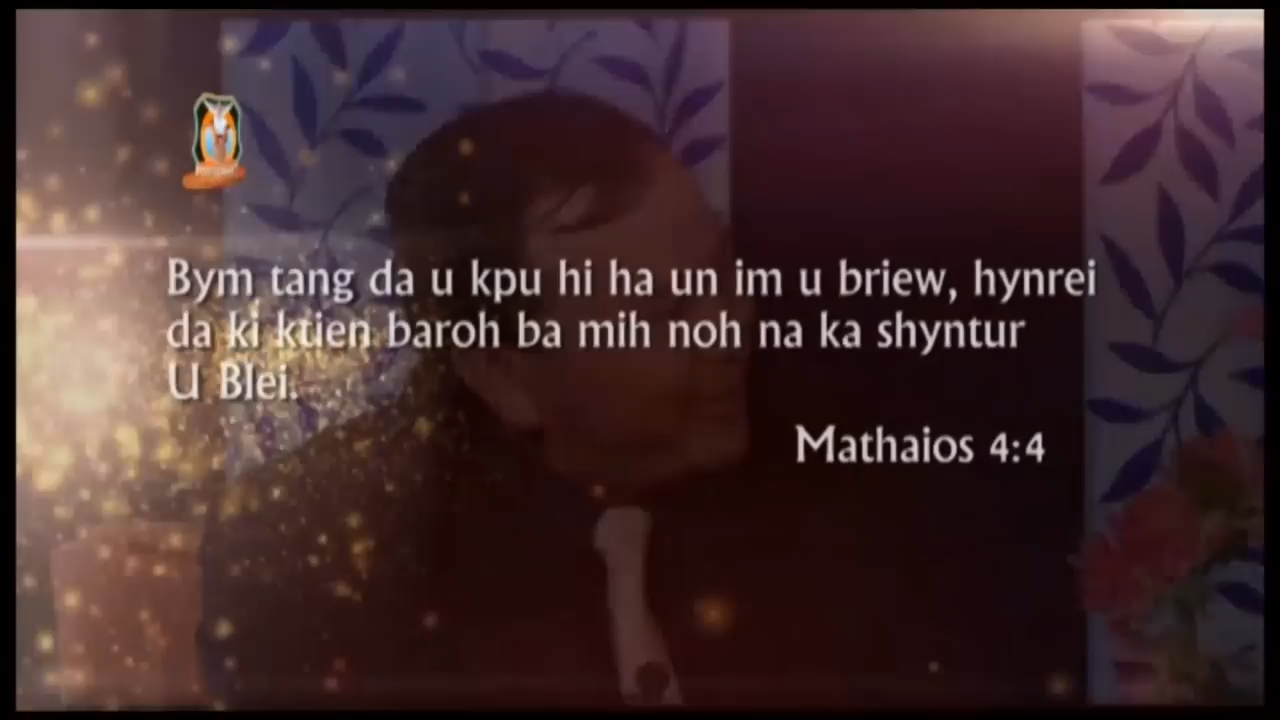 Bym tang da u kpu hi ha un im u briew, hynrei
da ki ktien baroh ba mih noh na ka shyntur
U Blei.
Mathaios 4:4